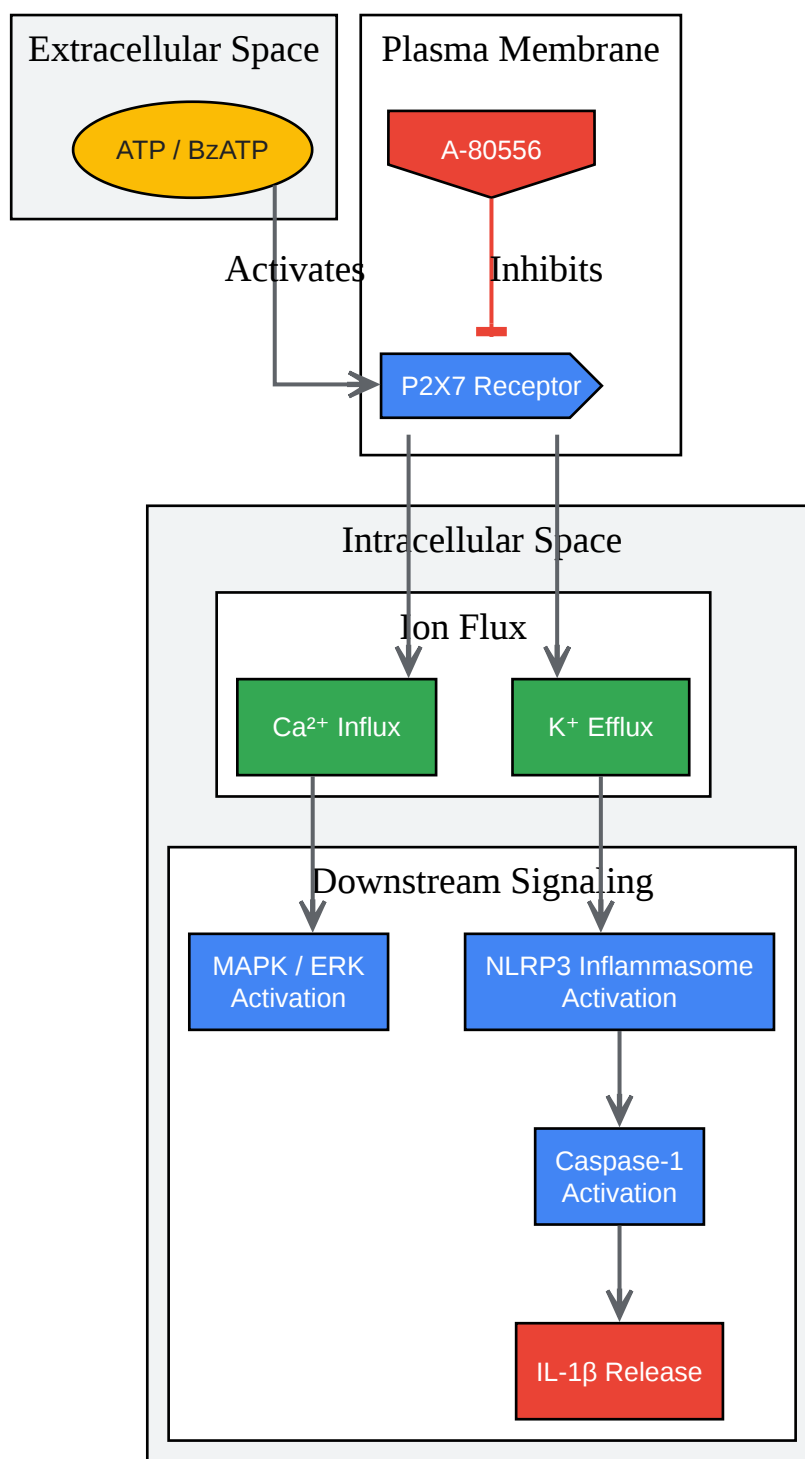 Extracellular Space
Plasma Membrane
ATP / BzATP
A-80556
Activates
Inhibits
P2X7 Receptor
Intracellular Space
Ion Flux
Ca²⁺ Influx
K⁺ Efflux
Downstream Signaling
MAPK / ERK
Activation
NLRP3 Inflammasome
Activation
Caspase-1
Activation
IL-1β Release